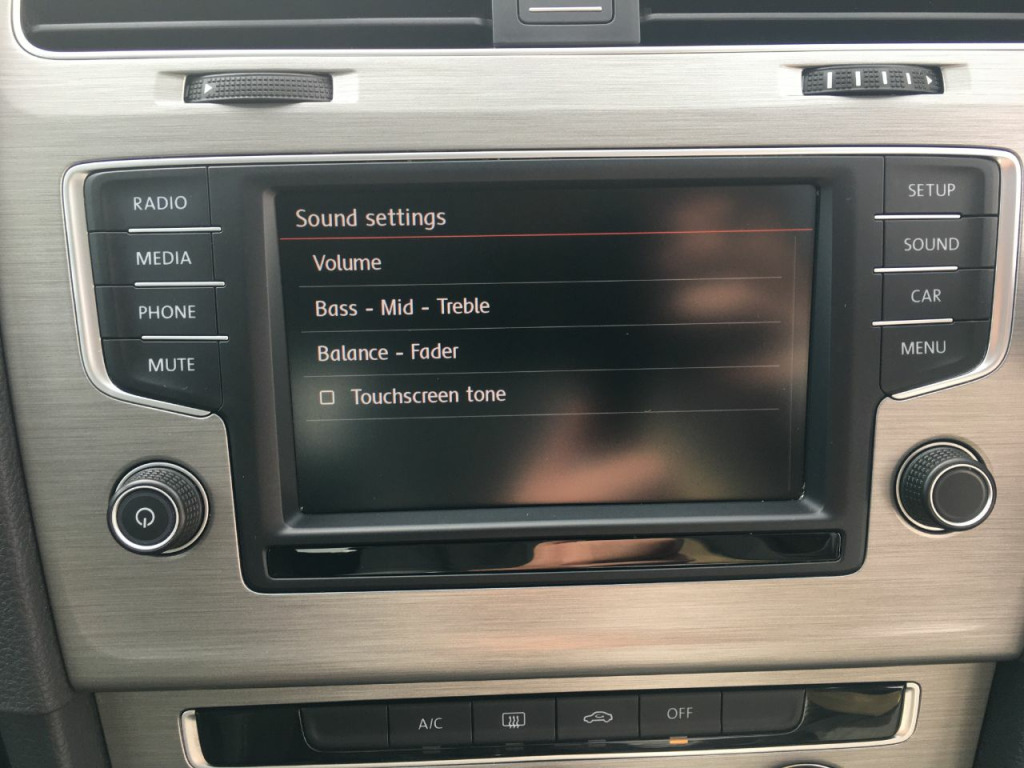 RADIO
MEDIA
PHONE
MUTE
Sound settings
Volume
Bass - Mid - Treble
Balance - Fader
Touchscreen tone
SETUP
SOUND
CAR
MENU
A/C
OFF